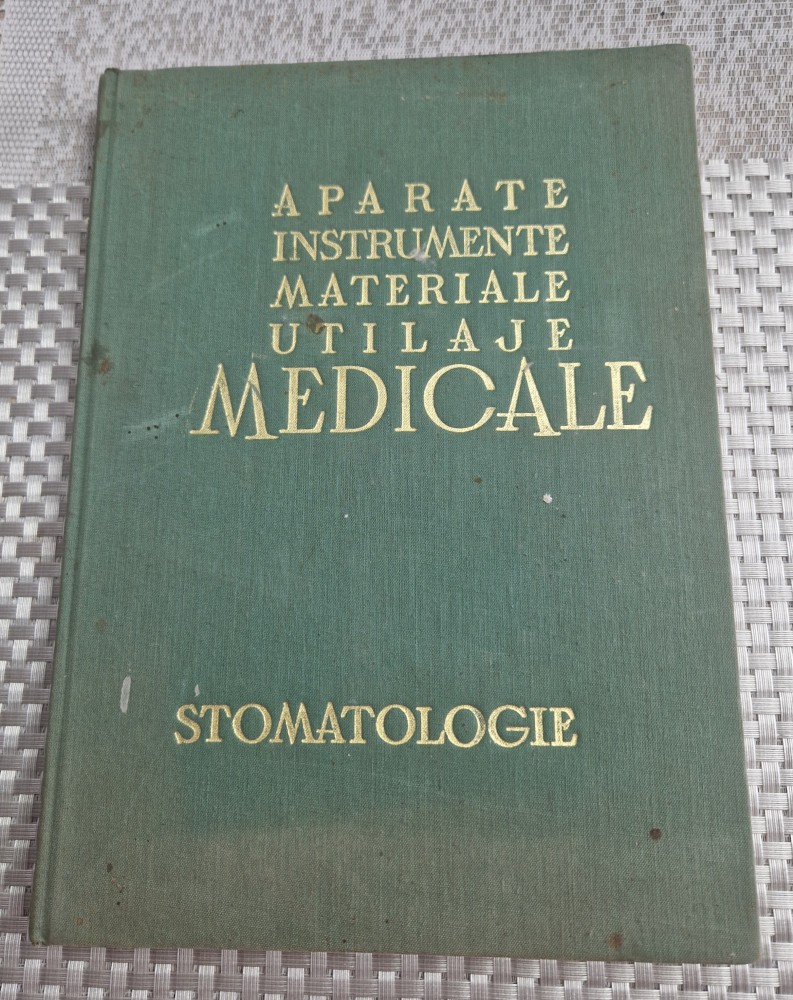 APARATE
INSTRUMENTE
MATERIALE
UTILAJE
MEDICALE
STOMATOLOGIE